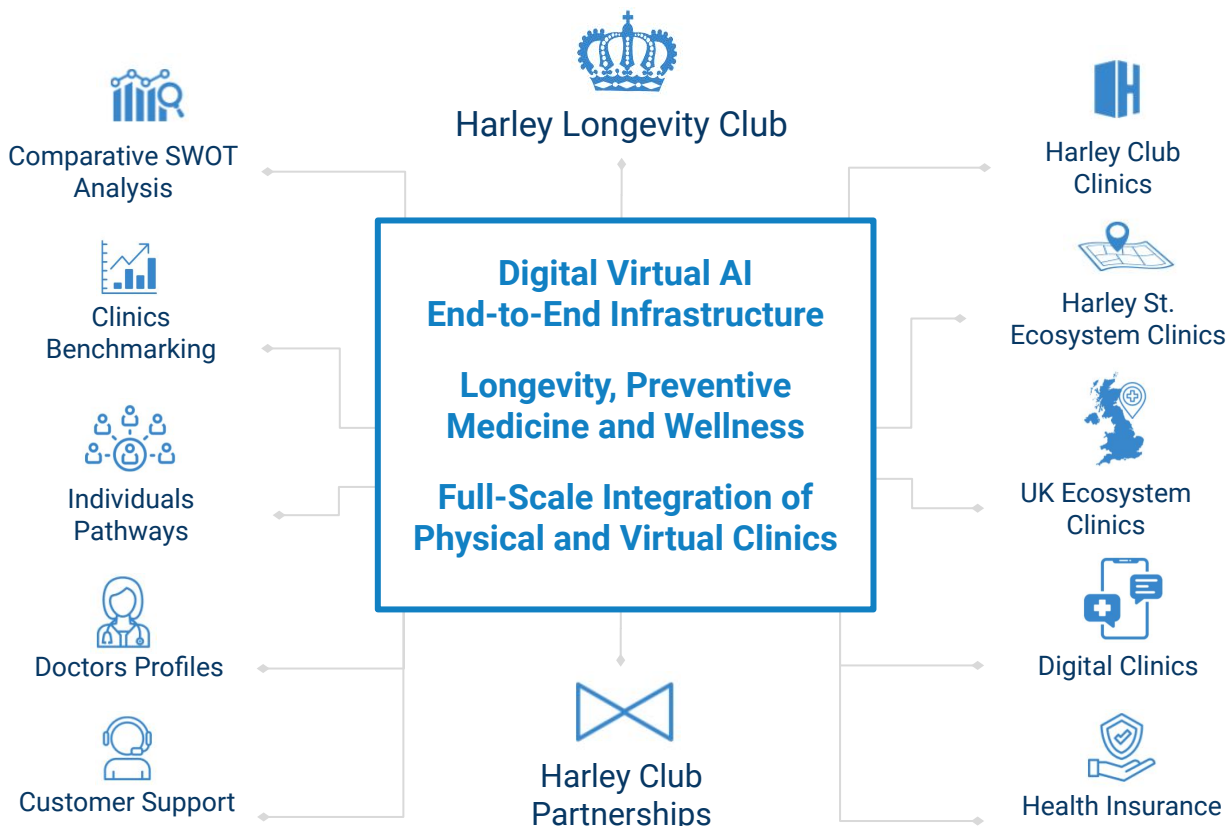 Harley Longevity Club
Comparative SWOT
Analysis
Clinics
Benchmarking
Individuals
Pathways
Doctors Profiles
Customer Support
Digital Virtual AI
End-to-End Infrastructure
Longevity, Preventive
Medicine and Wellness
Full-Scale Integration of
Physical and Virtual Clinics
Harley Club
Partnerships
H
Harley Club
Clinics
Harley St.
Ecosystem Clinics
UK Ecosystem
Clinics
Digital Clinics
Health Insurance